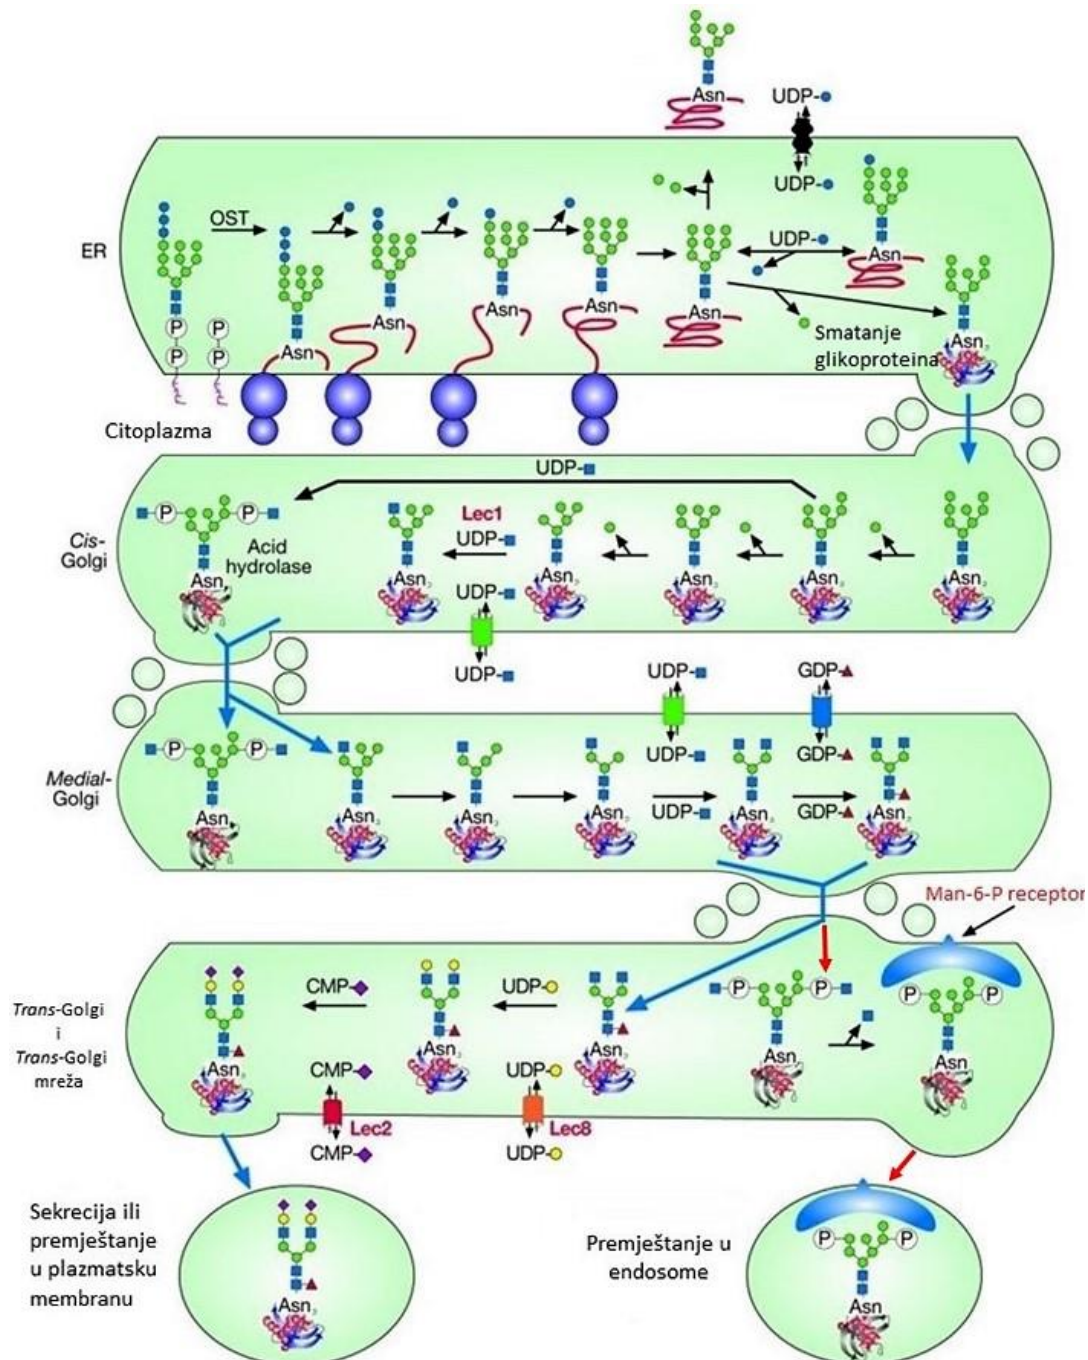 Asn
UDP-
UDP-
ER
OST
UDP-
Asn
Asn
Asn
Asn
Asn
Asn
P
P
P
P
Smatanje
glikoproteina
Asn
Citoplazma
UDP-
Cis-
Golgi
P
P
Acid
hydrolase
Lec1
UDP-
Asn
Asn
Asn
Asn
Asn
Asn
UDP-
UDP-
UDP-
GDP-
UDP-
GDP-
P
P
Medial-
Golgi
UDP-
GDP-
Asn
Asn
Asn
Asn
Asn
Asn
Man-6-P receptor
CMP-
UDP-
P
P
P
P
Trans-Golgi
i
Trans-Golgi
mreža
Asn
Asn
Asn
Asn
Asn
CMP-
UDP-
Lec2
Lec8
CMP-
UDP-
Sekrecija ili
premještanje
u plazmatsku
membranu
Asn
Premještanje u
endosome
P
P
Asn